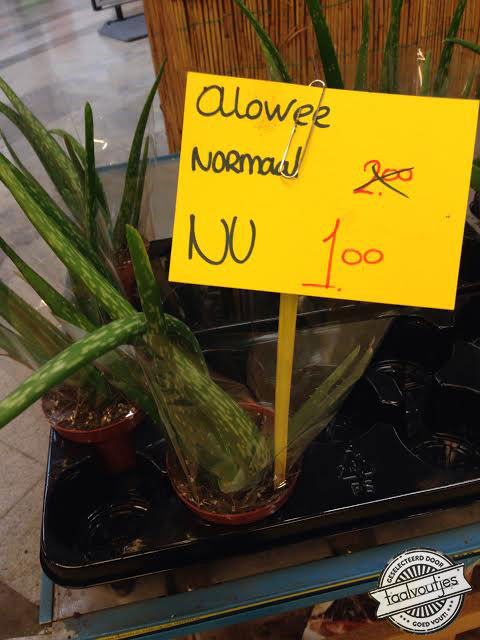 Alowee
NORMAAL 2.00
NU 1.00
GESELECTEERD DOOR
taalvoutjes
GOED VOUT!